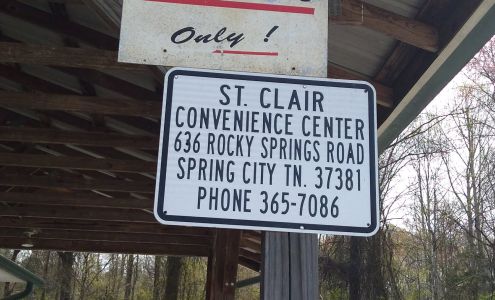 Only !
ST. CLAIR
CONVENIENCE CENTER
636 ROCKY SPRINGS ROAD
SPRING CITY TN. 37381
PHONE 365-7086